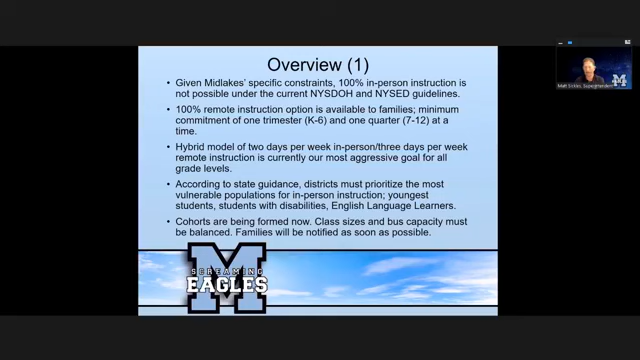 Overview (1)
• Given Midlakes' specific constraints, 100% in-person instruction is
not possible under the current NYSDOH and NYSED guidelines.
• 100% remote instruction option is available to families; minimum
commitment of one trimester (K-6) and one quarter (7-12) at a
time.
• Hybrid model of two days per week in-person/three days per week
remote instruction is currently our most aggressive goal for all
grade levels.
• According to state guidance, districts must prioritize the most
vulnerable populations for in-person instruction; youngest
students, students with disabilities, English Language Learners.
• Cohorts are being formed now. Class sizes and bus capacity must
be balanced. Families will be notified as soon as possible.
M
SCREAMING
EAGLES
Matt Sickles, Superintendent
M